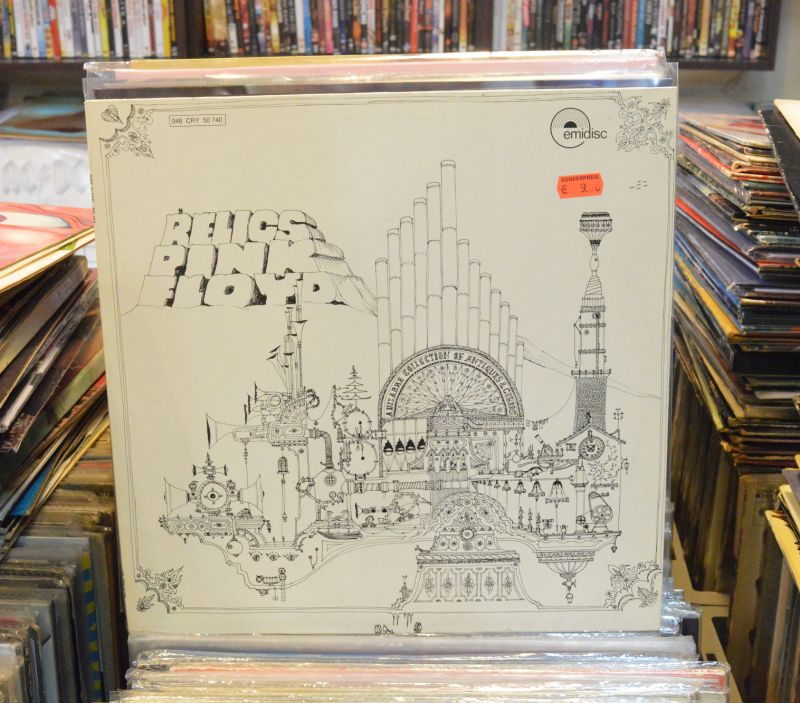 048 CRY 50 740
emidisc
SONDERPREIS
€ 9.
RELICS
PINK
FLOYD
A BIZARRE COLLECTION OF ANTIQUES & CURIOS